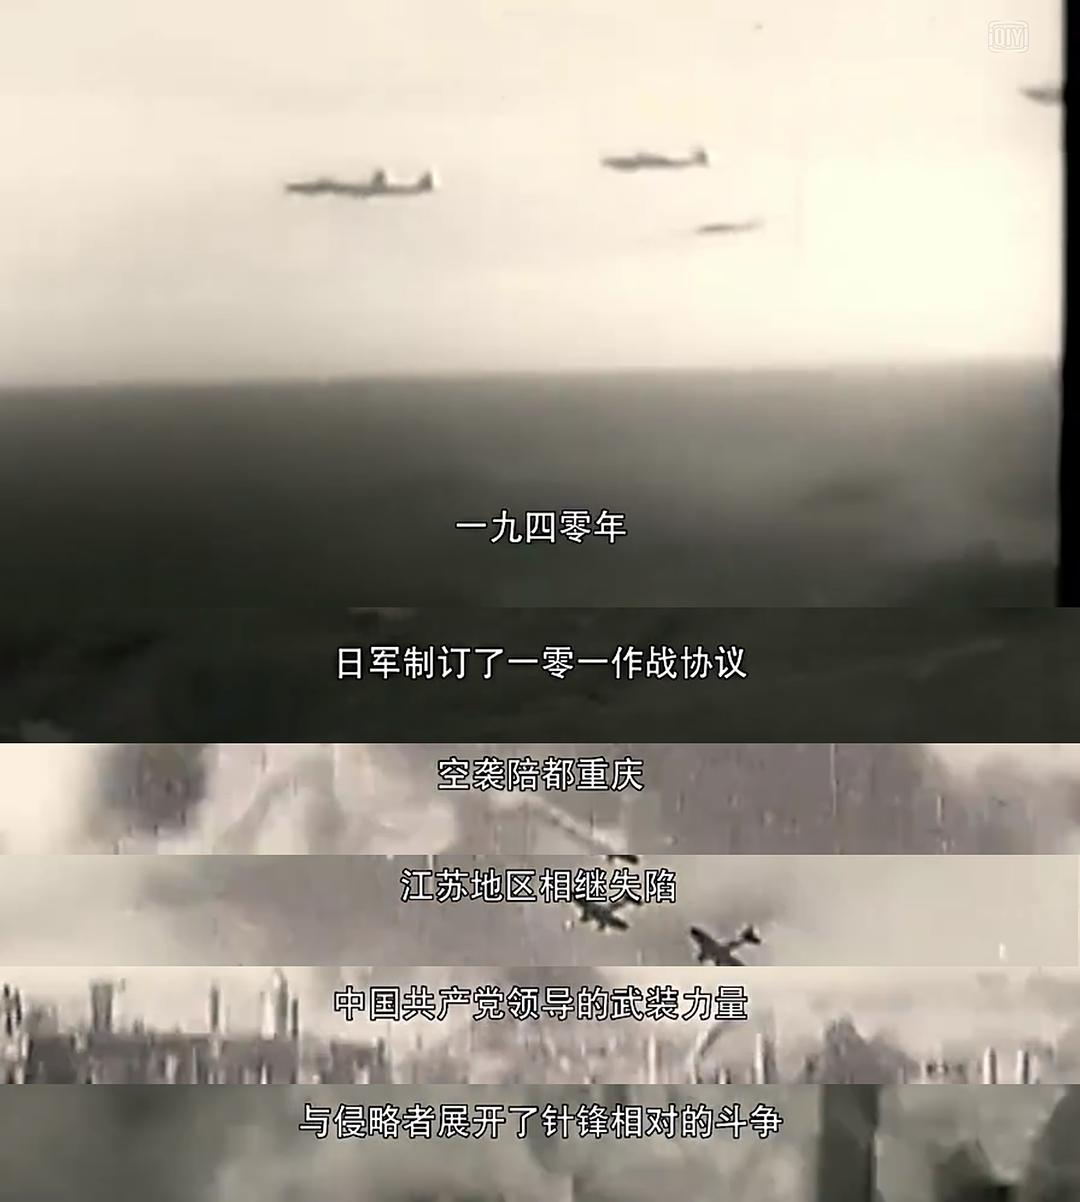 QIYI
一九四零年
日军制订了一零一作战协议
空袭陪都重庆
江苏地区相继失陷
中国共产党领导的武装力量
与侵略者展开了针锋相对的斗争